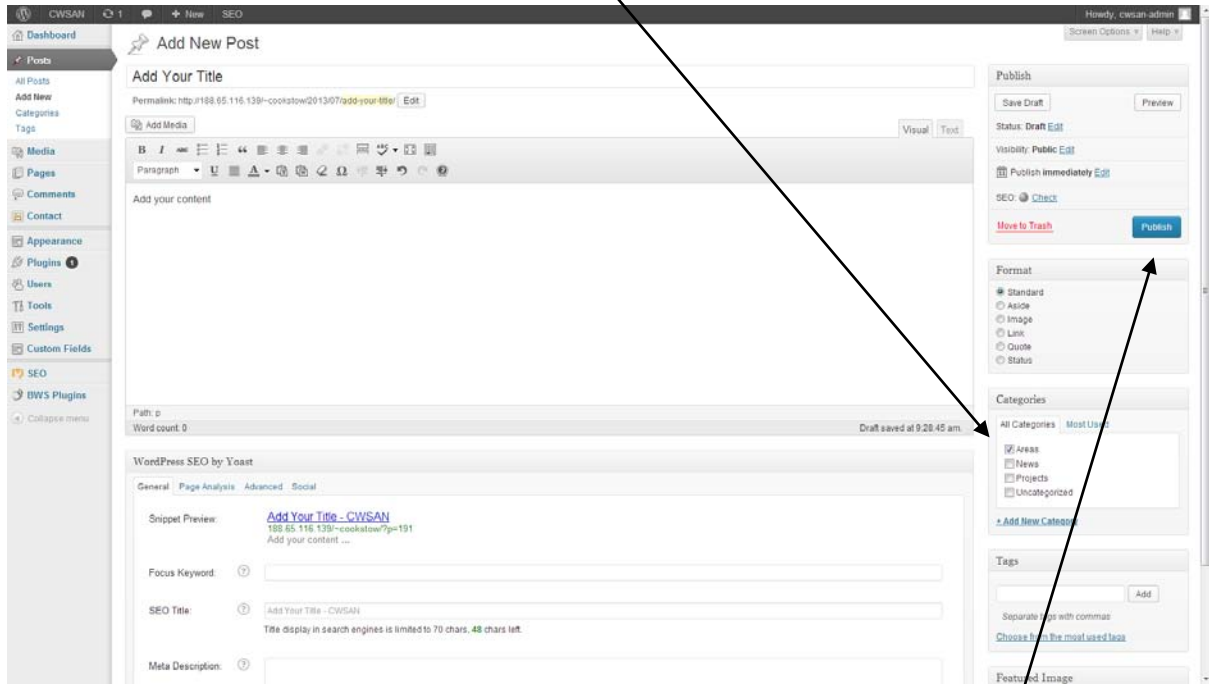 CWSAN 1 + New SEO
Howdy, cwsan-admin
Screen Options Help
Dashboard
Posts
All Posts
Add New
Categories
Tags
Media
Pages
Comments
Contact
Appearance
Plugins 1
Users
Tools
Settings
Custom Fields
SEO
BWS Plugins
Collapse menu
Add New Post
Add Your Title
Permalink: http://188.65.116.139/~cookstow/2013/07/add-your-title/ Edit
Add Media
Visual Text
B I ABC
Paragraph U A Ω
Add your content
Path: p
Word count: 0
Draft saved at 9:28:45 am.
WordPress SEO by Yoast
General Page Analysis Advanced Social
Snippet Preview:
Add Your Title - CWSAN
188.65.116.139/~cookstow/?p=191
Add your content ...
Focus Keyword: ?
SEO Title: ? Add Your Title - CWSAN
Title display in search engines is limited to 70 chars, 48 chars left.
Meta Description: ?
Publish
Save Draft Preview
Status: Draft Edit
Visibility: Public Edit
Publish immediately Edit
SEO: Check
Move to Trash Publish
Format
Standard
Aside
Image
Link
Quote
Status
Categories
All Categories Most Used
Areas
News
Projects
Uncategorized
+ Add New Category
Tags
Add
Separate tags with commas
Choose from the most used tags
Featured Image